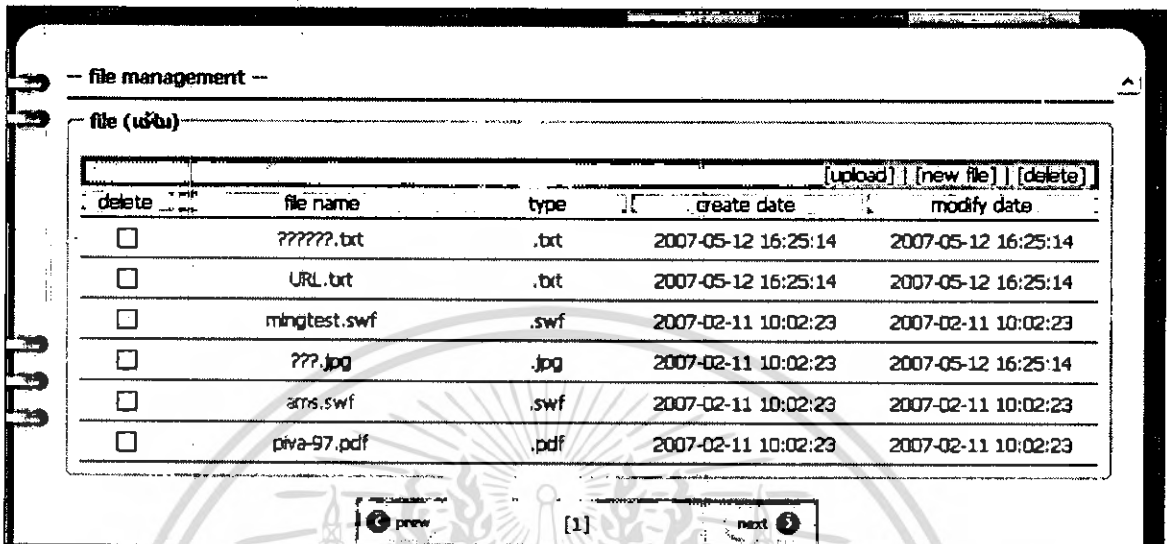 -- file management --
file (แฟ้ม)
[upload] | [new file] | [delete]
delete file name type create date modify date
??????.txt .txt 2007-05-12 16:25:14 2007-05-12 16:25:14
URL.txt .txt 2007-05-12 16:25:14 2007-05-12 16:25:14
mingtest.swf .swf 2007-02-11 10:02:23 2007-02-11 10:02:23
???.jpg .jpg 2007-02-11 10:02:23 2007-05-12 16:25:14
ams.swf .swf 2007-02-11 10:02:23 2007-02-11 10:02:23
piva-97.pdf .pdf 2007-02-11 10:02:23 2007-02-11 10:02:23
prev [1] next